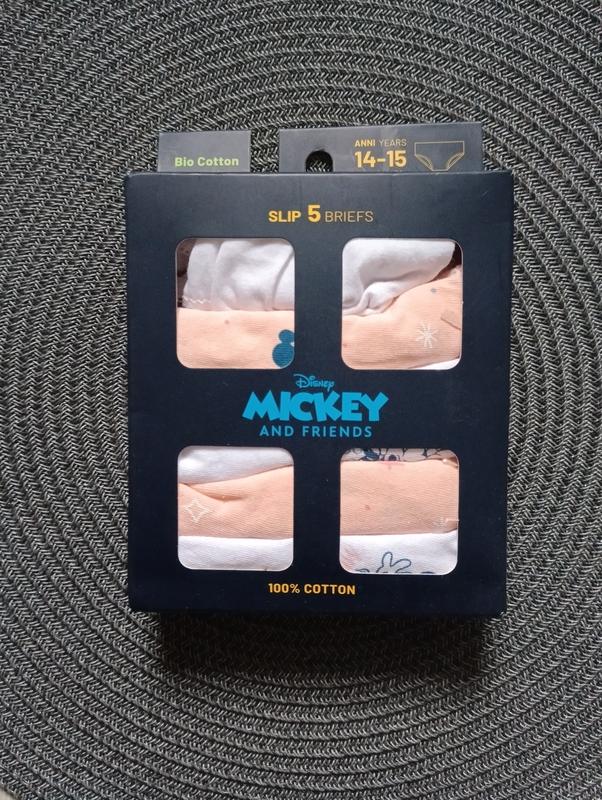 Bio Cotton
ANNI YEARS
14-15
SLIP 5 BRIEFS
Disney
MICKEY
AND FRIENDS
100% COTTON